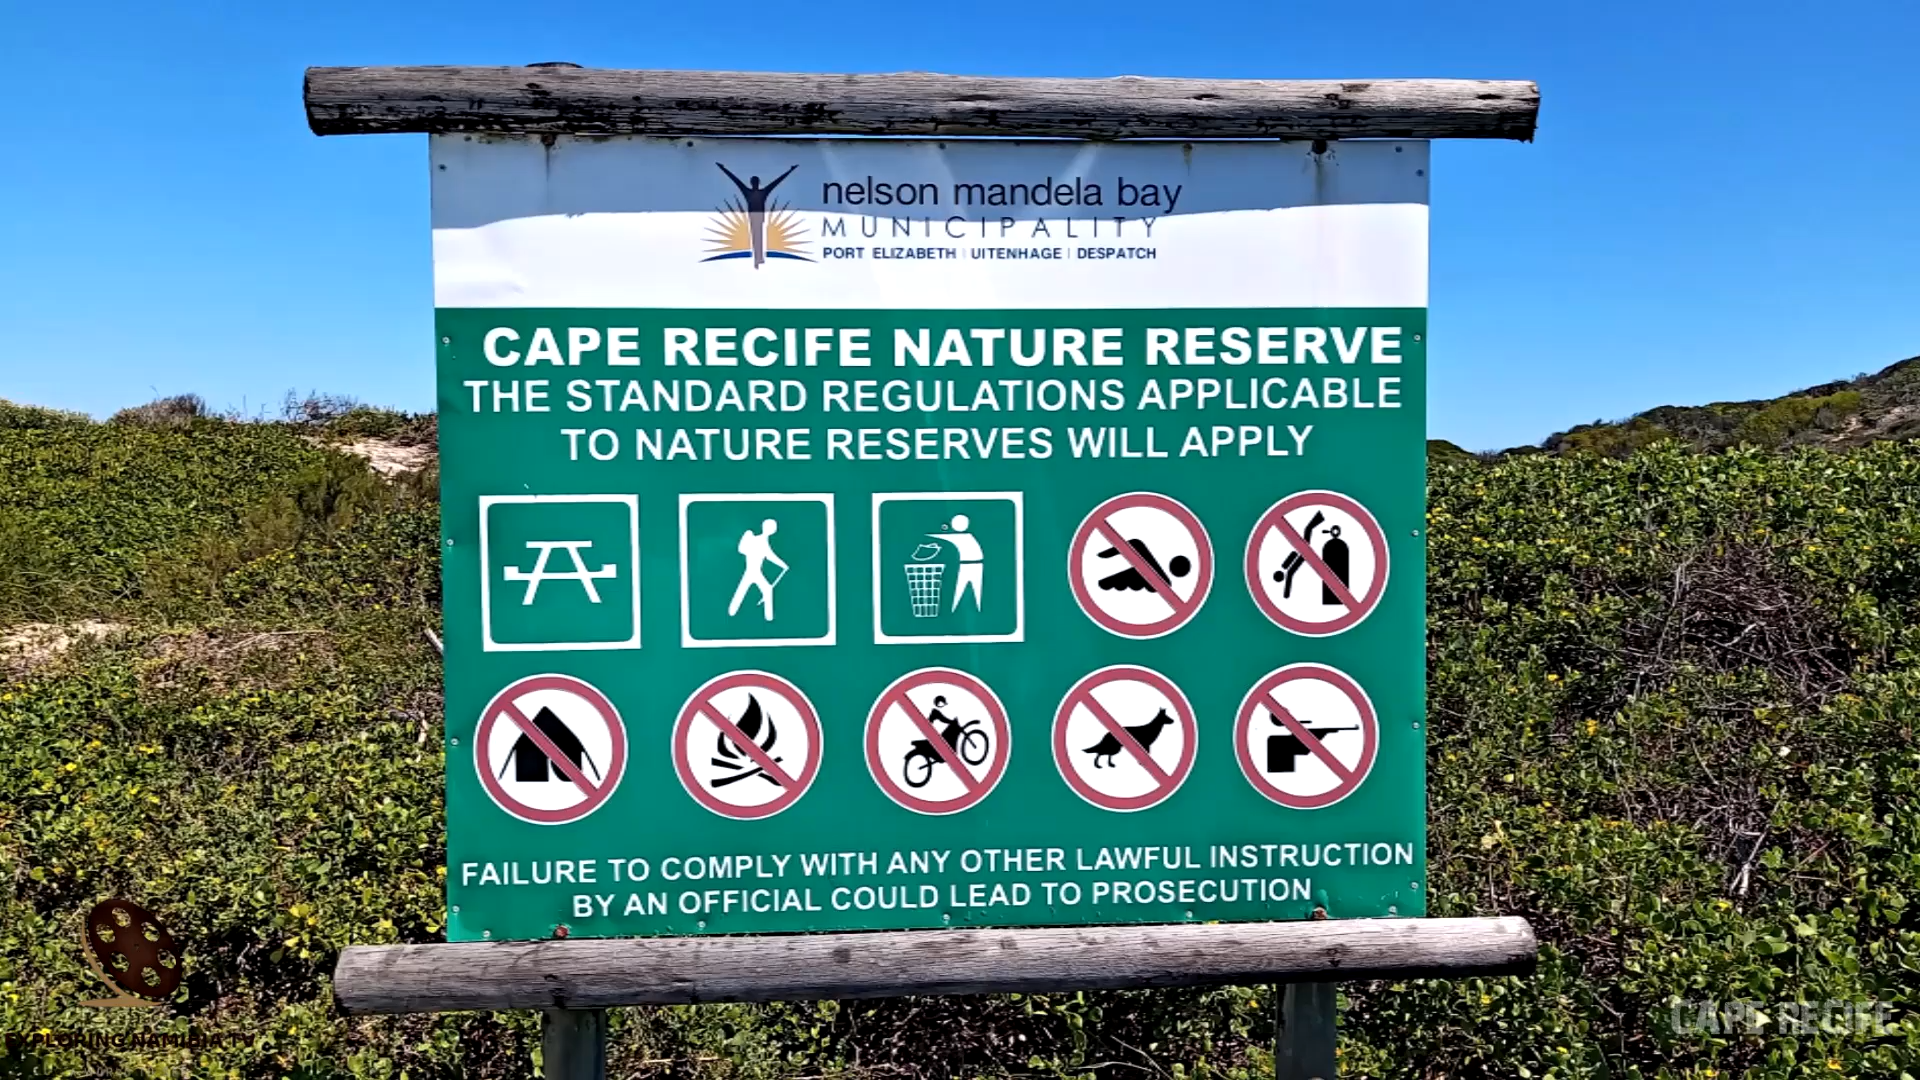 nelson mandela bay
MUNICIPALITY
PORT ELIZABETH | UITENHAGE | DESPATCH
CAPE RECIFE NATURE RESERVE
THE STANDARD REGULATIONS APPLICABLE
TO NATURE RESERVES WILL APPLY
FAILURE TO COMPLY WITH ANY OTHER LAWFUL INSTRUCTION
BY AN OFFICIAL COULD LEAD TO PROSECUTION
CAPE RECIFE
EXPLORING NAMIBIA TV